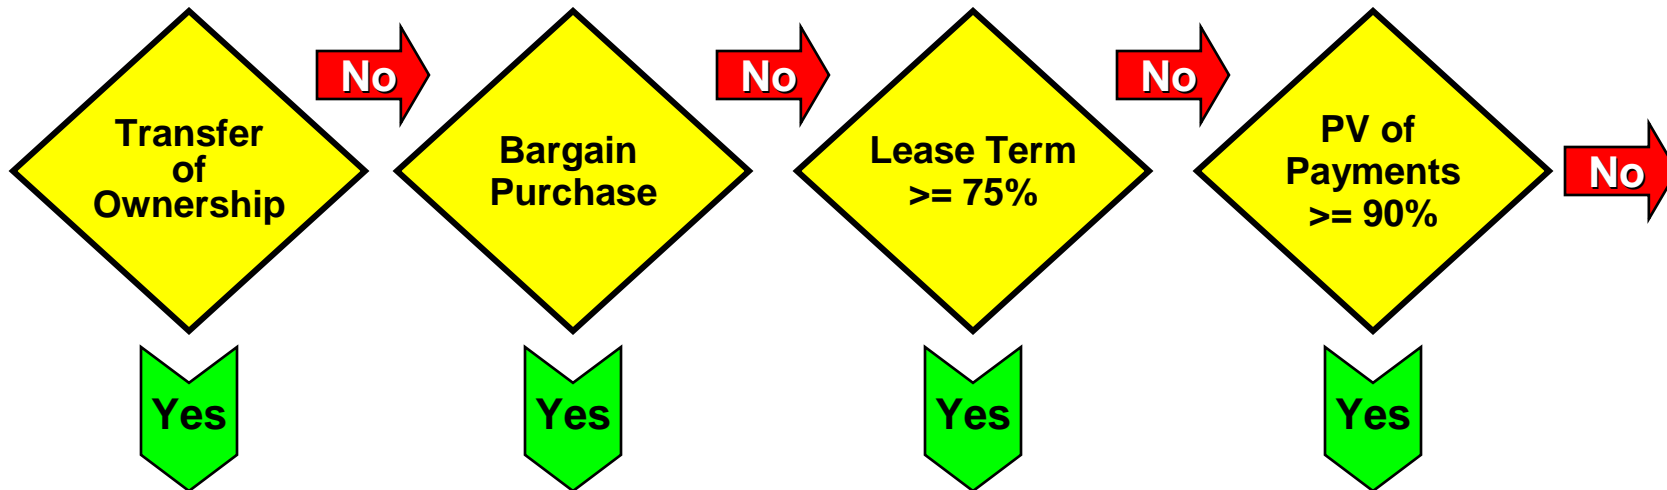 Transfer
of
Ownership
No
Bargain
Purchase
No
Lease Term
>= 75%
No
PV of
Payments
>= 90%
No
Yes
Yes
Yes
Yes